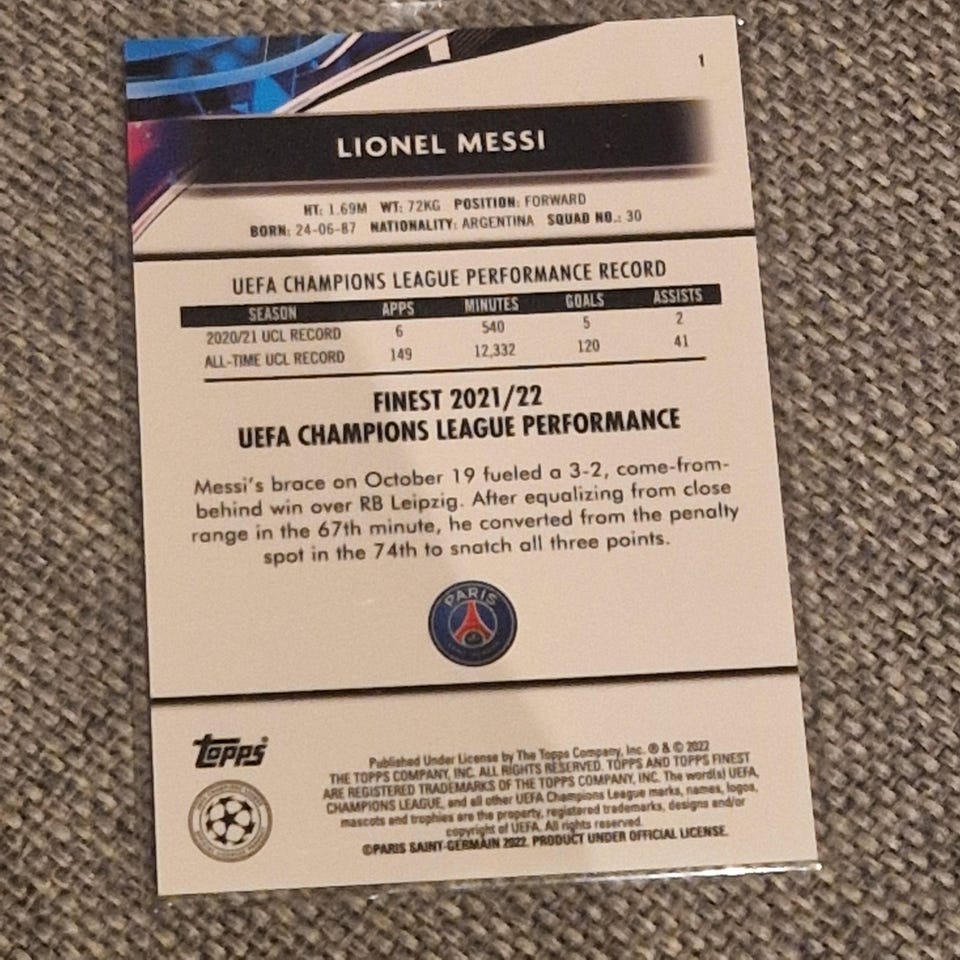 1
LIONEL MESSI
HT: 1.69M WT: 72KG POSITION: FORWARD
BORN: 24-06-87 NATIONALITY: ARGENTINA SQUAD NO.: 30
UEFA CHAMPIONS LEAGUE PERFORMANCE RECORD
SEASON APPS MINUTES GOALS ASSISTS
2020/21 UCL RECORD 6 540 5 2
ALL-TIME UCL RECORD 149 12,332 120 41
FINEST 2021/22
UEFA CHAMPIONS LEAGUE PERFORMANCE
Messi's brace on October 19 fueled a 3-2, come-from-
behind win over RB Leipzig. After equalizing from close
range in the 67th minute, he converted from the penalty
spot in the 74th to snatch all three points.
PARIS
topps
Published Under License by The Topps Company, Inc. ® & © 2022
THE TOPPS COMPANY, INC. ALL RIGHTS RESERVED. TOPPS AND TOPPS FINEST
ARE REGISTERED TRADEMARKS OF THE TOPPS COMPANY, INC. The word(s) UEFA,
CHAMPIONS LEAGUE, and all other UEFA Champions League marks, names, logos,
mascots and trophies are the property, registered trademarks, designs and/or
copyright of UEFA. All rights reserved.
©PARIS SAINT-GERMAIN 2022. PRODUCT UNDER OFFICIAL LICENSE.